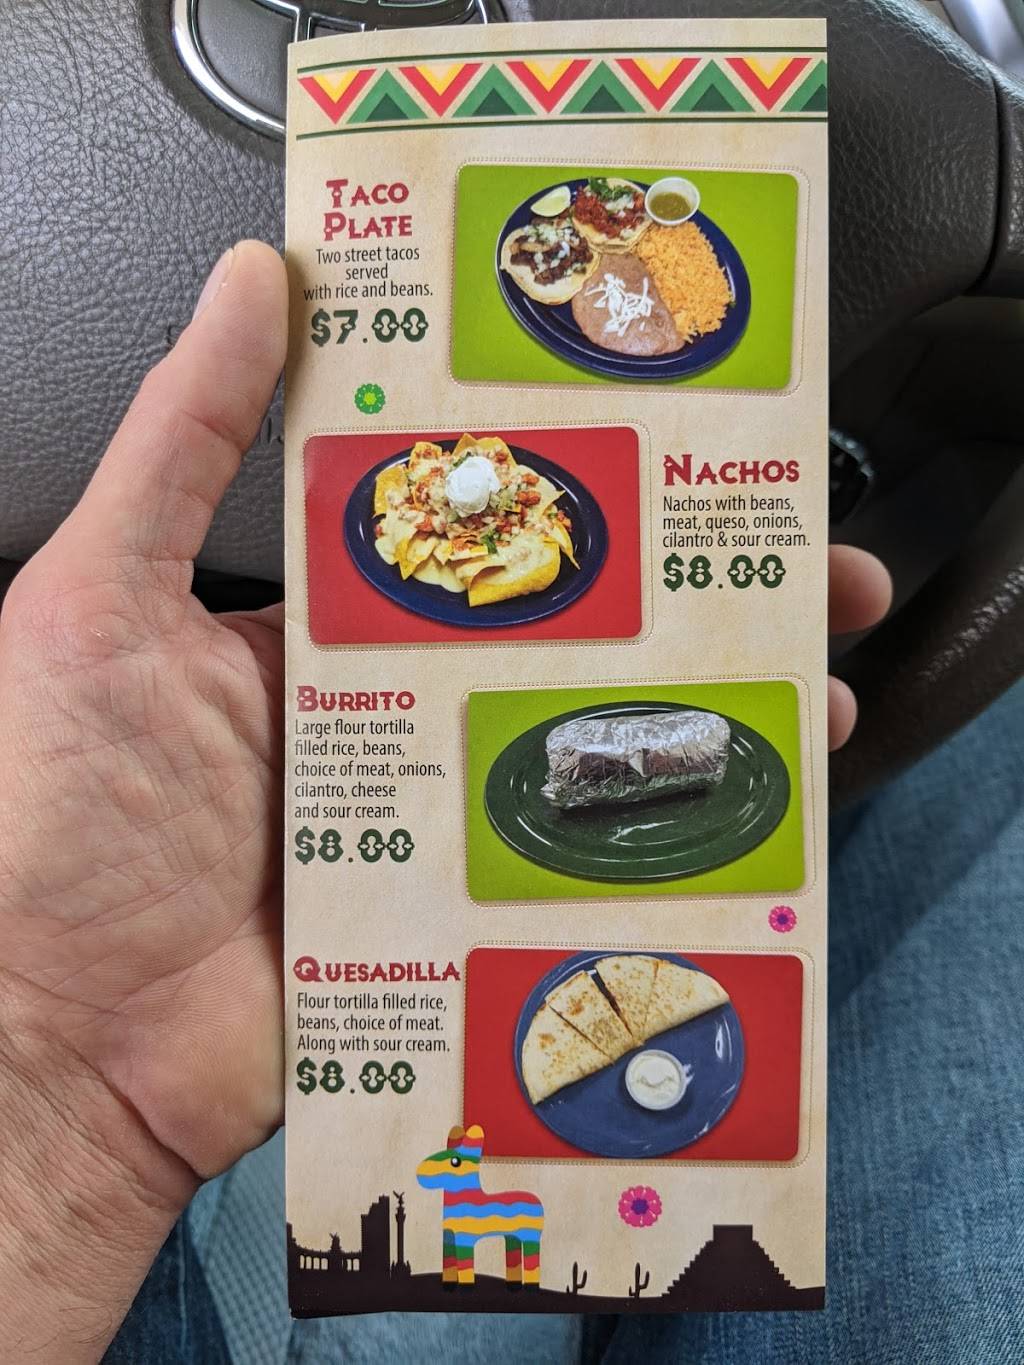 TACO
PLATE
Two street tacos
served
with rice and beans.
$7.00
NACHOS
Nachos with beans,
meat, queso, onions,
cilantro & sour cream.
$8.00
BURRITO
Large flour tortilla
filled rice, beans,
choice of meat, onions,
cilantro, cheese
and sour cream.
$8.00
QUESADILLA
Flour tortilla filled rice,
beans, choice of meat.
Along with sour cream.
$8.00